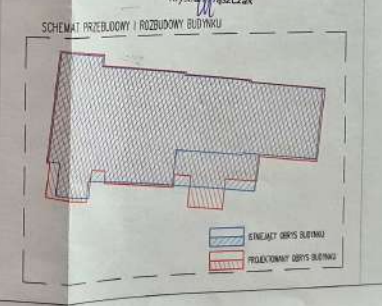 SCHEMAT PRZEBUDOWY I ROZBUDOWY BUDYNKU
ISTNIEJĄCY OBRYS BUDYNKU
PROJEKTOWANY OBRYS BUDYNKU